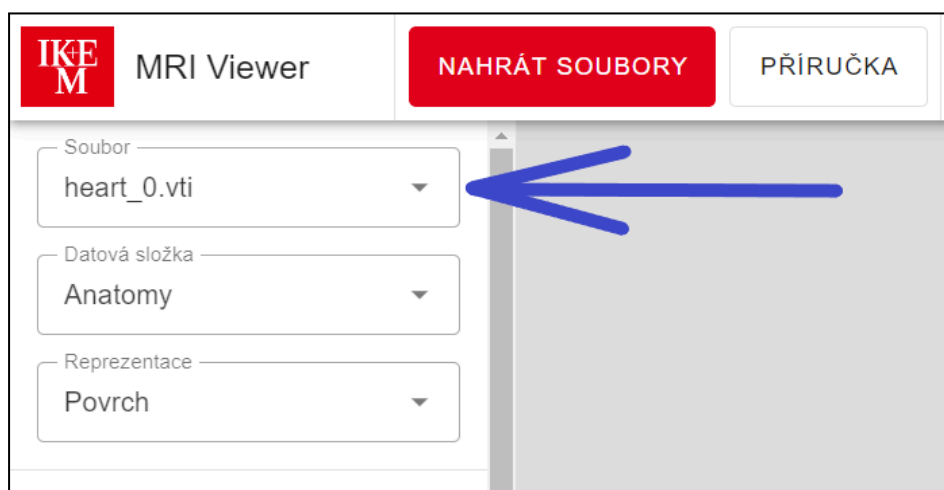 IK+EM
MRI Viewer
NAHRÁT SOUBORY
PŘÍRUČKA
Soubor
heart_0.vti
Datová složka
Anatomy
Reprezentace
Povrch